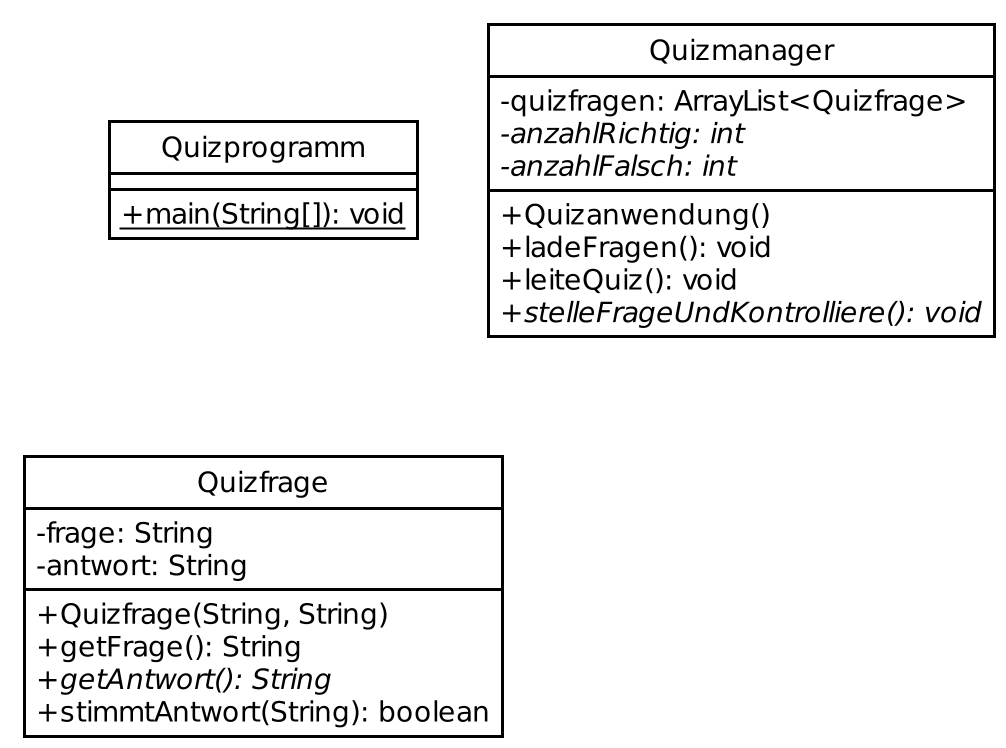 Quizprogramm
+main(String[]): void
Quizmanager
-quizfragen: ArrayList<Quizfrage>
-anzahlRichtig: int
-anzahlFalsch: int
+Quizanwendung()
+ladeFragen(): void
+leiteQuiz(): void
+stelleFrageUndKontrolliere(): void
Quizfrage
-frage: String
-antwort: String
+Quizfrage(String, String)
+getFrage(): String
+getAntwort(): String
+stimmtAntwort(String): boolean